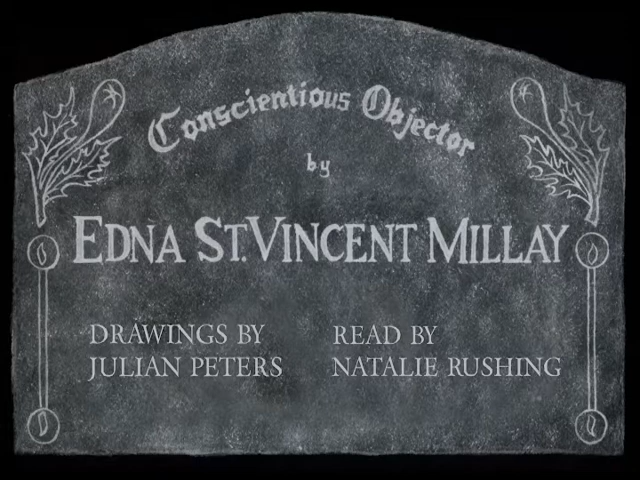 Conscientious Objector
by
EDNA ST. VINCENT MILLAY
DRAWINGS BY
JULIAN PETERS
READ BY
NATALIE RUSHING